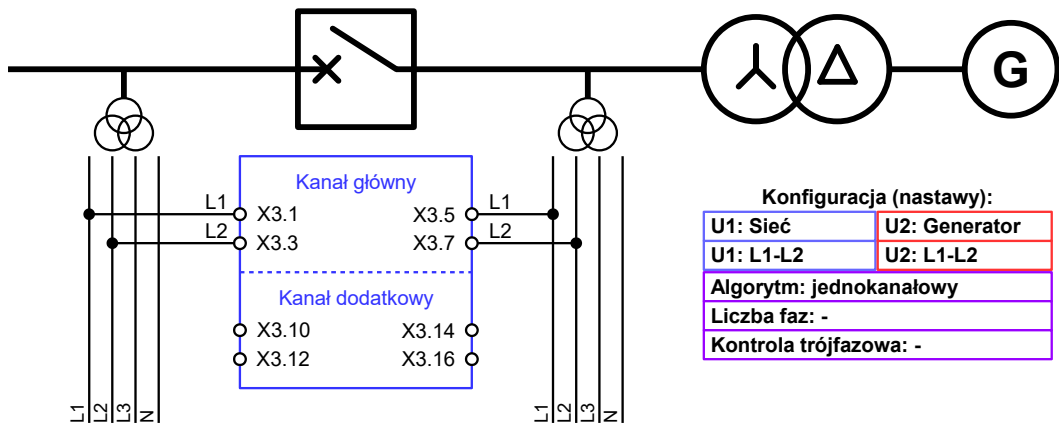 G
Kanał główny
L1 X3.1 X3.5 L1
L2 X3.3 X3.7 L2
Kanał dodatkowy
X3.10 X3.14
X3.12 X3.16
L1 L2 L3 N
L1 L2 L3 N
Konfiguracja (nastawy):
U1: Sieć U2: Generator
U1: L1-L2 U2: L1-L2
Algorytm: jednokanałowy
Liczba faz: -
Kontrola trójfazowa: -